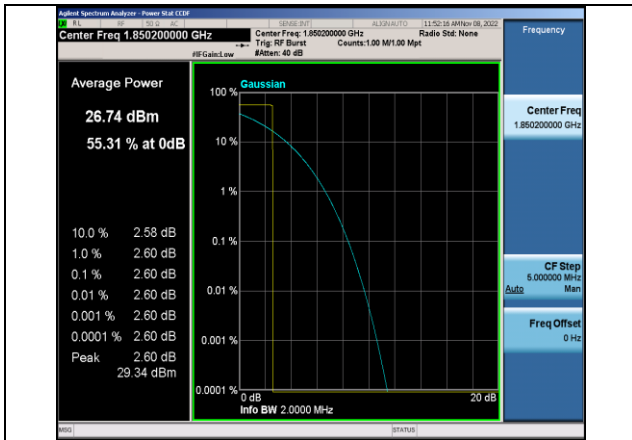 Agilent Spectrum Analyzer - Power Stat CCDF
RL RF 50 Ω AC SENSE:INT ALIGNAUTO 11:52:16 AMNov 08, 2022
Center Freq 1.850200000 GHz
Center Freq: 1.850200000 GHz Radio Std: None
Trig: RF Burst Counts:1.00 M/1.00 Mpt
#IFGain:Low #Atten: 40 dB
Frequency
Average Power
26.74 dBm
55.31 % at 0dB
10.0 % 2.58 dB
1.0 % 2.60 dB
0.1 % 2.60 dB
0.01 % 2.60 dB
0.001 % 2.60 dB
0.0001 % 2.60 dB
Peak 2.60 dB
29.34 dBm
Gaussian
100 %
10 %
1 %
0.1 %
0.01 %
0.001 %
0.0001 %
0 dB 20 dB
Info BW 2.0000 MHz
Center Freq
1.850200000 GHz
CF Step
5.000000 MHz
Auto Man
Freq Offset
0 Hz
MSG STATUS